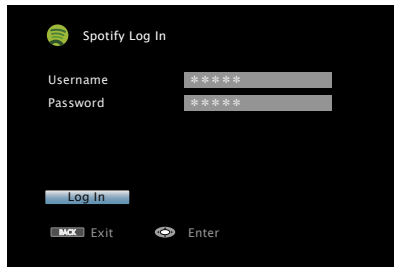 Spotify Log In
Username *****
Password *****
Log In
BACK Exit Enter